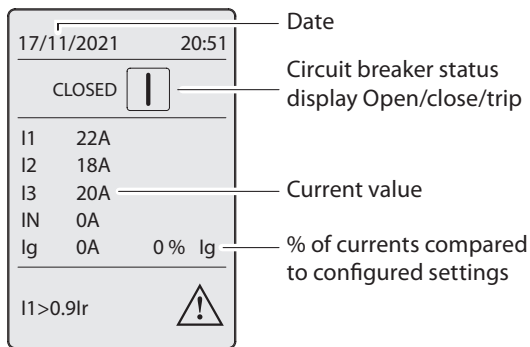 17/11/2021 20:51
CLOSED
I1 22A
I2 18A
I3 20A
IN 0A
Ig 0A 0 % Ig
I1>0.9Ir
Date
Circuit breaker status
display Open/close/trip
Current value
% of currents compared
to configured settings